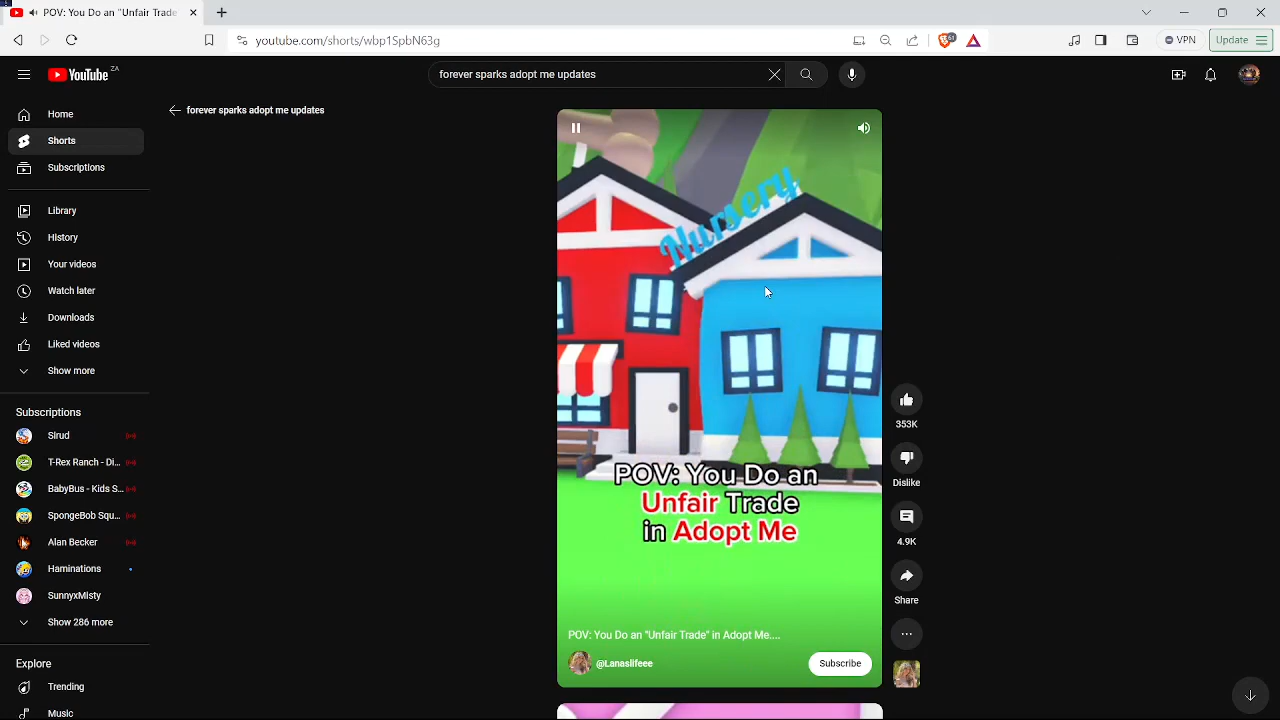 POV: You Do an "Unfair Trade
youtube.com/shorts/wbp1SpbN63g
61
VPN
Update
YouTube ZA
forever sparks adopt me updates
Home
forever sparks adopt me updates
Shorts
Subscriptions
Library
History
Your videos
Watch later
Downloads
Liked videos
Show more
Subscriptions
Slrud
T-Rex Ranch - Di...
BabyBus - Kids S...
SpongeBob Squ...
Alan Becker
Haminations
SunnyxMisty
Show 286 more
Explore
Trending
Music
Nursery
POV: You Do an
Unfair Trade
in Adopt Me
POV: You Do an "Unfair Trade" in Adopt Me....
@Lanaslifeee
Subscribe
353K
Dislike
4.9K
Share